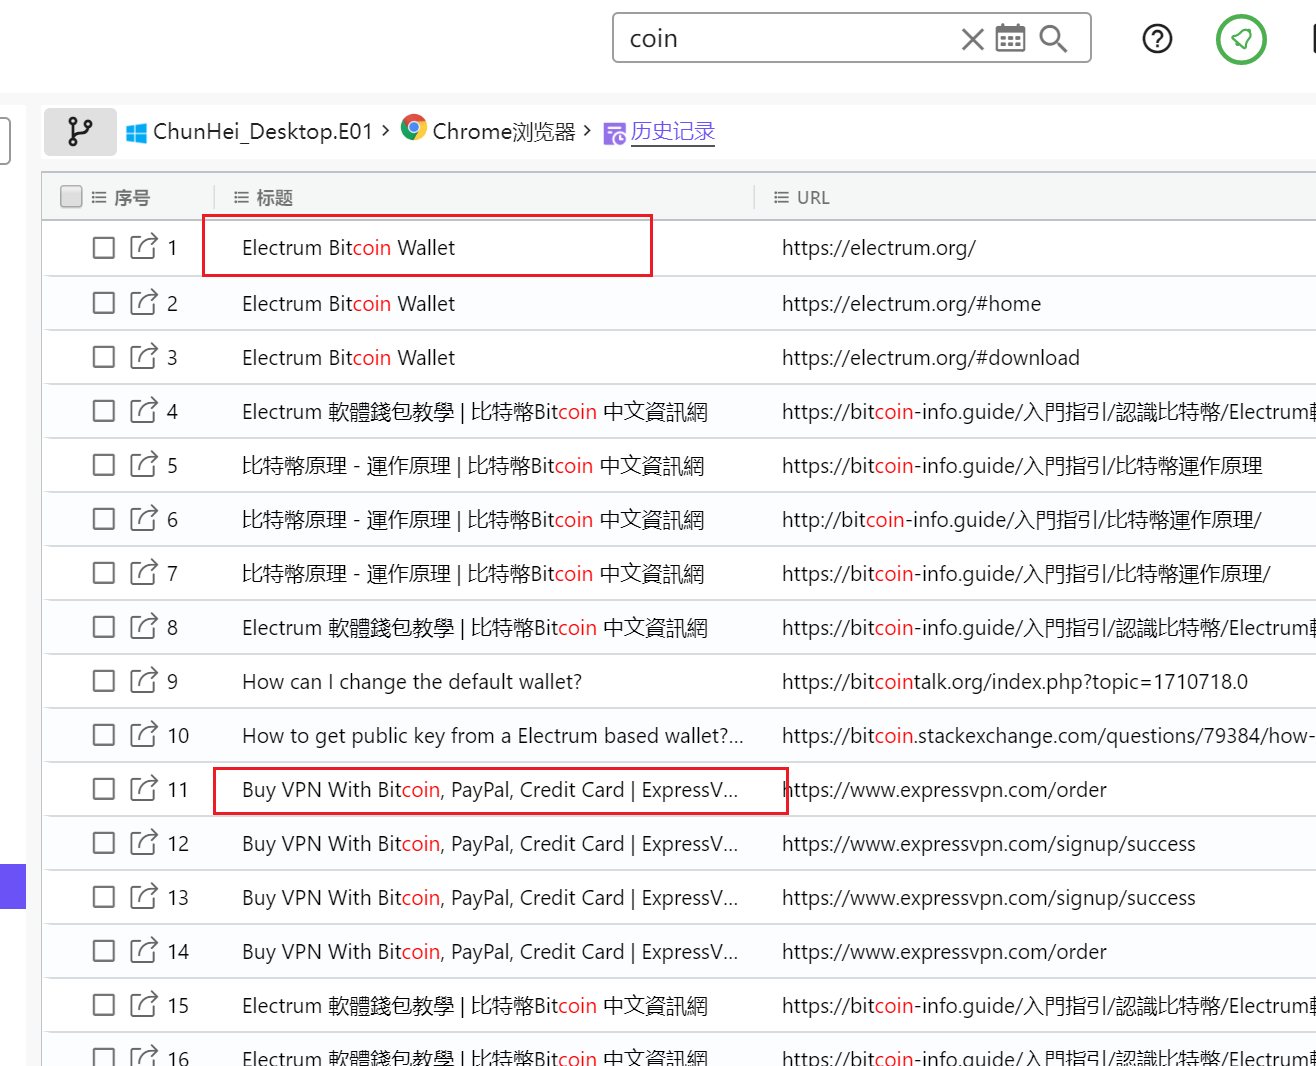 coin
ChunHei_Desktop.E01 > Chrome浏览器 > 历史记录
序号 标题 URL
1 Electrum Bitcoin Wallet https://electrum.org/
2 Electrum Bitcoin Wallet https://electrum.org/#home
3 Electrum Bitcoin Wallet https://electrum.org/#download
4 Electrum 軟體錢包教學 | 比特幣Bitcoin 中文資訊網 https://bitcoin-info.guide/入門指引/認識比特幣/Electrum
5 比特幣原理 - 運作原理 | 比特幣Bitcoin 中文資訊網 https://bitcoin-info.guide/入門指引/比特幣運作原理
6 比特幣原理 - 運作原理 | 比特幣Bitcoin 中文資訊網 http://bitcoin-info.guide/入門指引/比特幣運作原理/
7 比特幣原理 - 運作原理 | 比特幣Bitcoin 中文資訊網 https://bitcoin-info.guide/入門指引/比特幣運作原理/
8 Electrum 軟體錢包教學 | 比特幣Bitcoin 中文資訊網 https://bitcoin-info.guide/入門指引/認識比特幣/Electrum
9 How can I change the default wallet? https://bitcointalk.org/index.php?topic=1710718.0
10 How to get public key from a Electrum based wallet?... https://bitcoin.stackexchange.com/questions/79384/how-
11 Buy VPN With Bitcoin, PayPal, Credit Card | ExpressV... https://www.expressvpn.com/order
12 Buy VPN With Bitcoin, PayPal, Credit Card | ExpressV... https://www.expressvpn.com/signup/success
13 Buy VPN With Bitcoin, PayPal, Credit Card | ExpressV... https://www.expressvpn.com/signup/success
14 Buy VPN With Bitcoin, PayPal, Credit Card | ExpressV... https://www.expressvpn.com/order
15 Electrum 軟體錢包教學 | 比特幣Bitcoin 中文資訊網 https://bitcoin-info.guide/入門指引/認識比特幣/Electrum
16 Electrum 軟體錢包教學 | 比特幣Bitcoin 中文資訊網 https://bitcoin-info.guide/入門指引/認識比特幣/Electrum